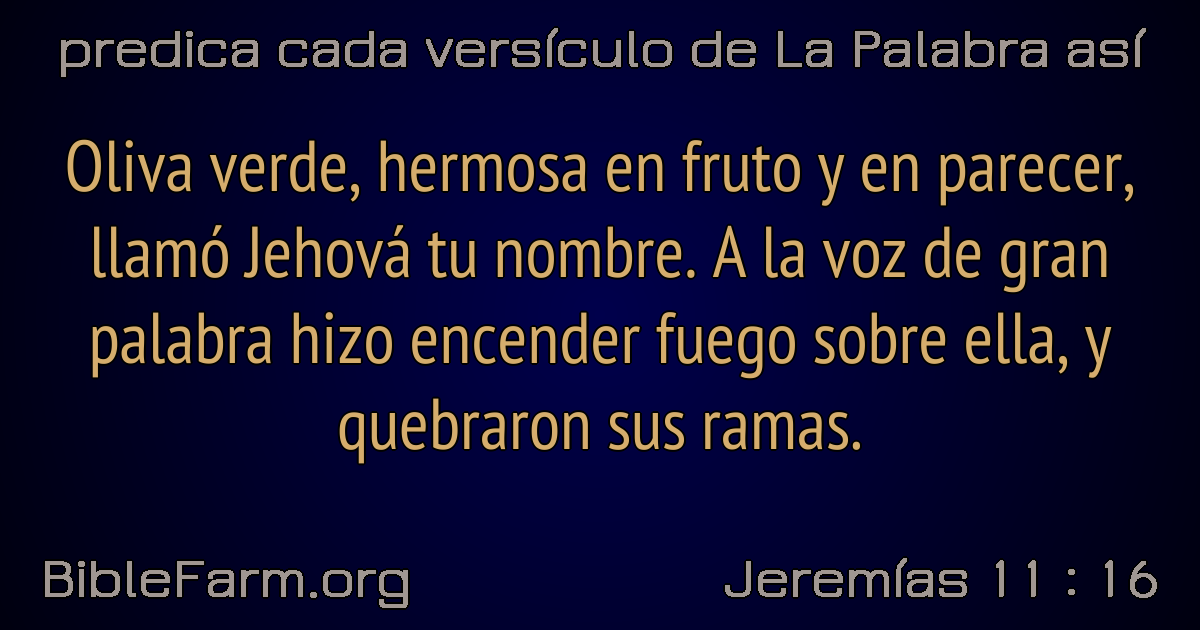 predica cada versículo de La Palabra así
Oliva verde, hermosa en fruto y en parecer,
llamó Jehová tu nombre. A la voz de gran
palabra hizo encender fuego sobre ella, y
quebraron sus ramas.
BibleFarm.org
Jeremías 11 : 16